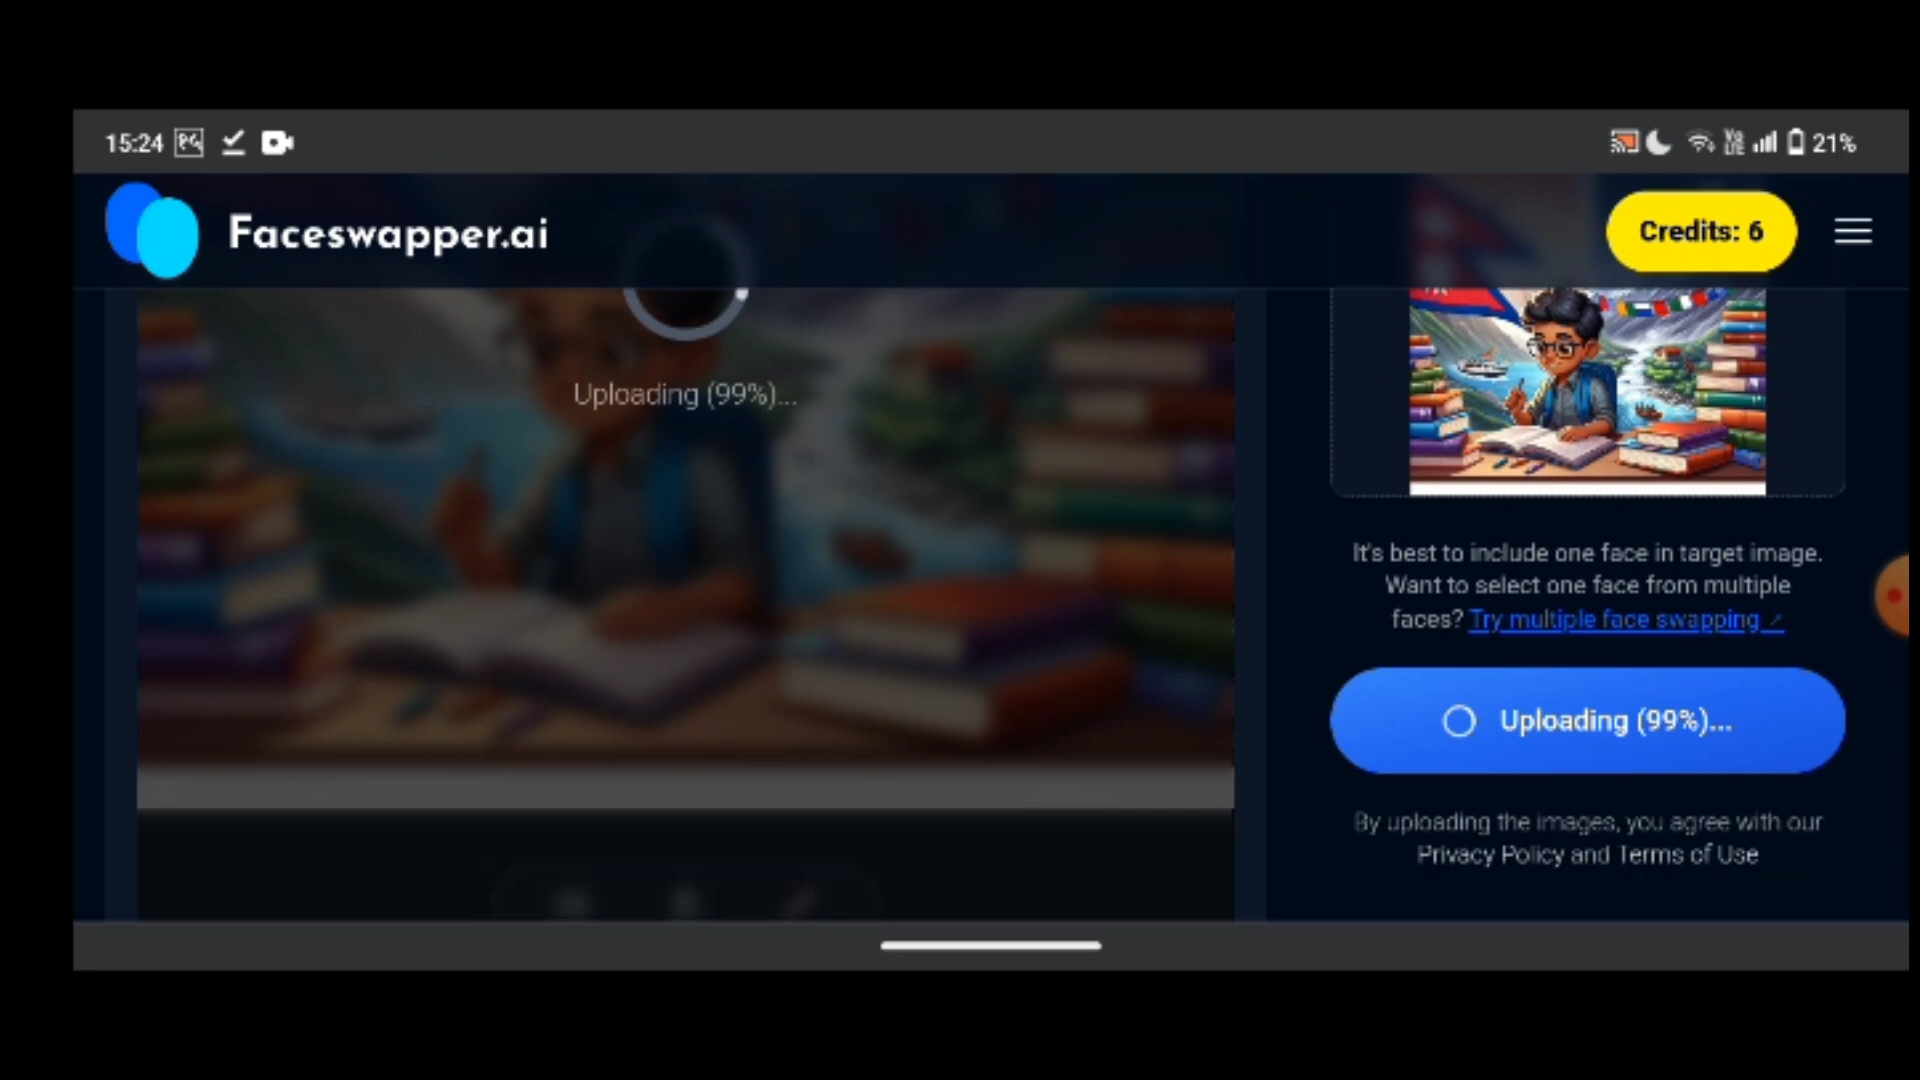 15:24
21%
Faceswapper.ai
Credits: 6
Uploading (99%)...
It's best to include one face in target image.
Want to select one face from multiple
faces? Try multiple face swapping
Uploading (99%)...
By uploading the images, you agree with our
Privacy Policy and Terms of Use